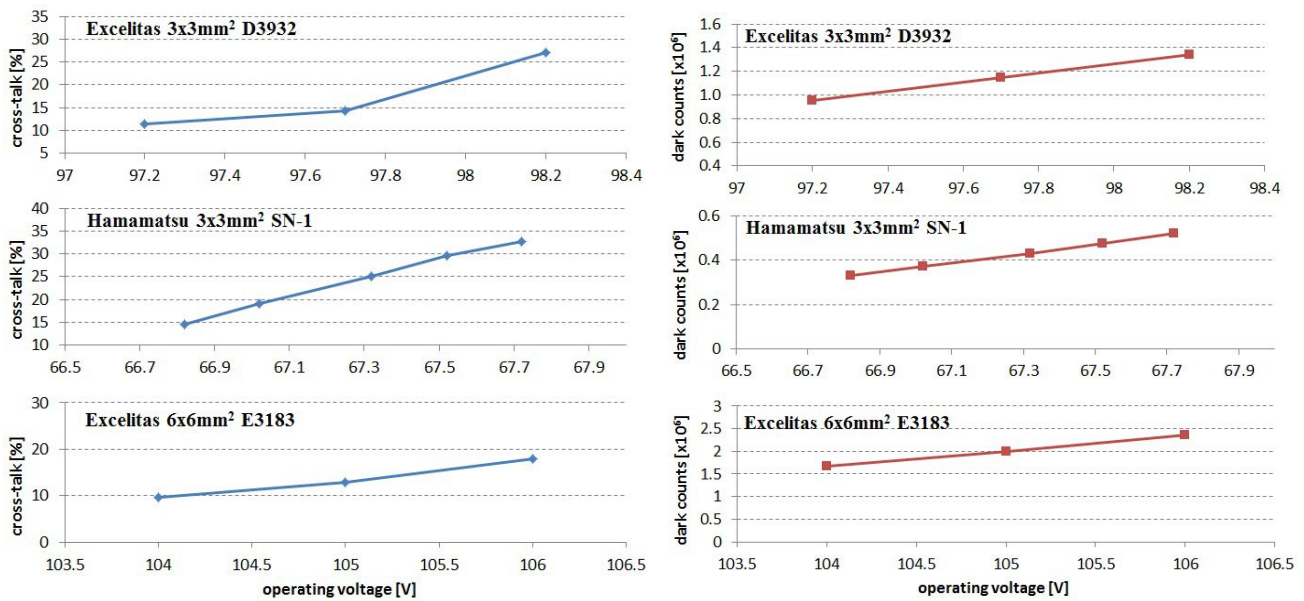 Excelitas 3x3mm² D3932
cross-talk [%]
35
30
25
20
15
10
5
97 97.2 97.4 97.6 97.8 98 98.2 98.4
Excelitas 3x3mm² D3932
dark counts [x10⁶]
1.6
1.4
1.2
1.0
0.8
0.6
0.4
97 97.2 97.4 97.6 97.8 98 98.2 98.4
Hamamatsu 3x3mm² SN-1
cross-talk [%]
40
35
30
25
20
15
10
66.5 66.7 66.9 67.1 67.3 67.5 67.7 67.9
Hamamatsu 3x3mm² SN-1
dark counts [x10⁶]
0.6
0.4
0.2
0
66.5 66.7 66.9 67.1 67.3 67.5 67.7 67.9
Excelitas 6x6mm² E3183
cross-talk [%]
30
20
10
0
103.5 104 104.5 105 105.5 106 106.5
operating voltage [V]
Excelitas 6x6mm² E3183
dark counts [x10⁶]
3
2.5
2
1.5
1
0.5
0
103.5 104 104.5 105 105.5 106 106.5
operating voltage [V]